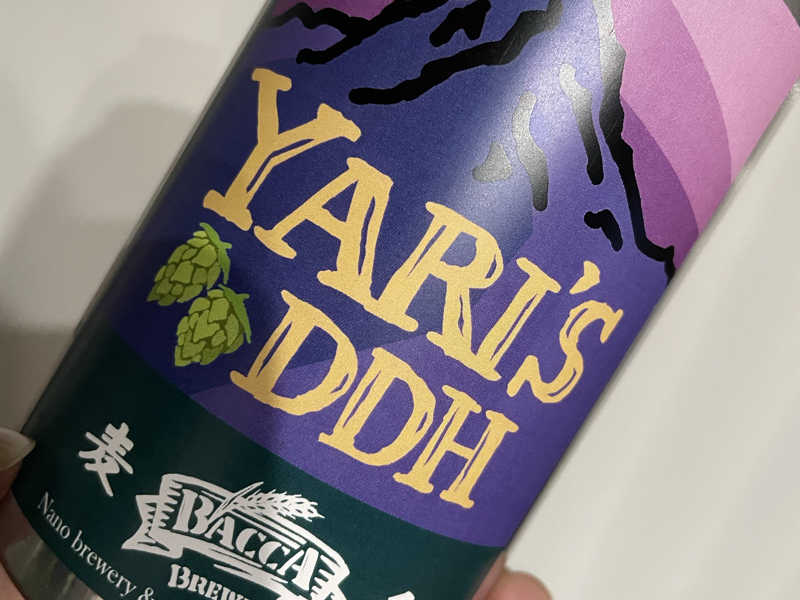 YARI'S
DDH
麦
BACCA
Nano brewery &